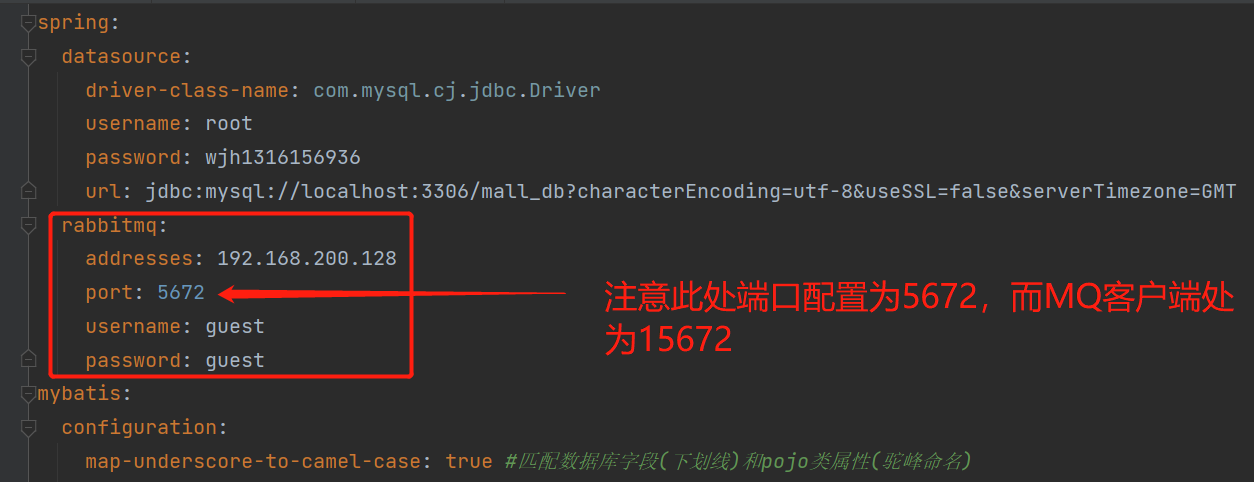 spring:
datasource:
driver-class-name: com.mysql.cj.jdbc.Driver
username: root
password: wjh1316156936
url: jdbc:mysql://localhost:3306/mall_db?characterEncoding=utf-8&useSSL=false&serverTimezone=GMT
rabbitmq:
addresses: 192.168.200.128
port: 5672
username: guest
password: guest
注意此处端口配置为5672，而MQ客户端处
为15672
mybatis:
configuration:
map-underscore-to-camel-case: true #匹配数据库字段(下划线)和pojo类属性(驼峰命名)